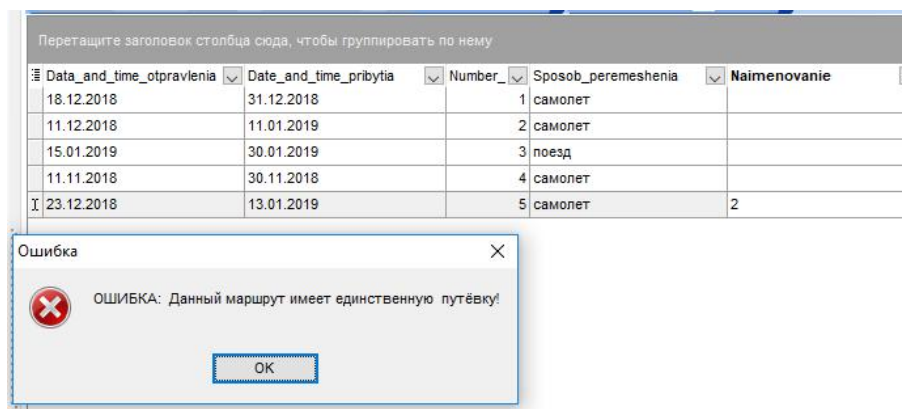 Перетащите заголовок столбца сюда, чтобы группировать по нему
Data_and_time_otpravlenia Date_and_time_pribytia Number_ Sposob_peremeshenia Naimenovanie
18.12.2018 31.12.2018 1 самолет
11.12.2018 11.01.2019 2 самолет
15.01.2019 30.01.2019 3 поезд
11.11.2018 30.11.2018 4 самолет
23.12.2018 13.01.2019 5 самолет 2
Ошибка
ОШИБКА: Данный маршрут имеет единственную путёвку!
OK